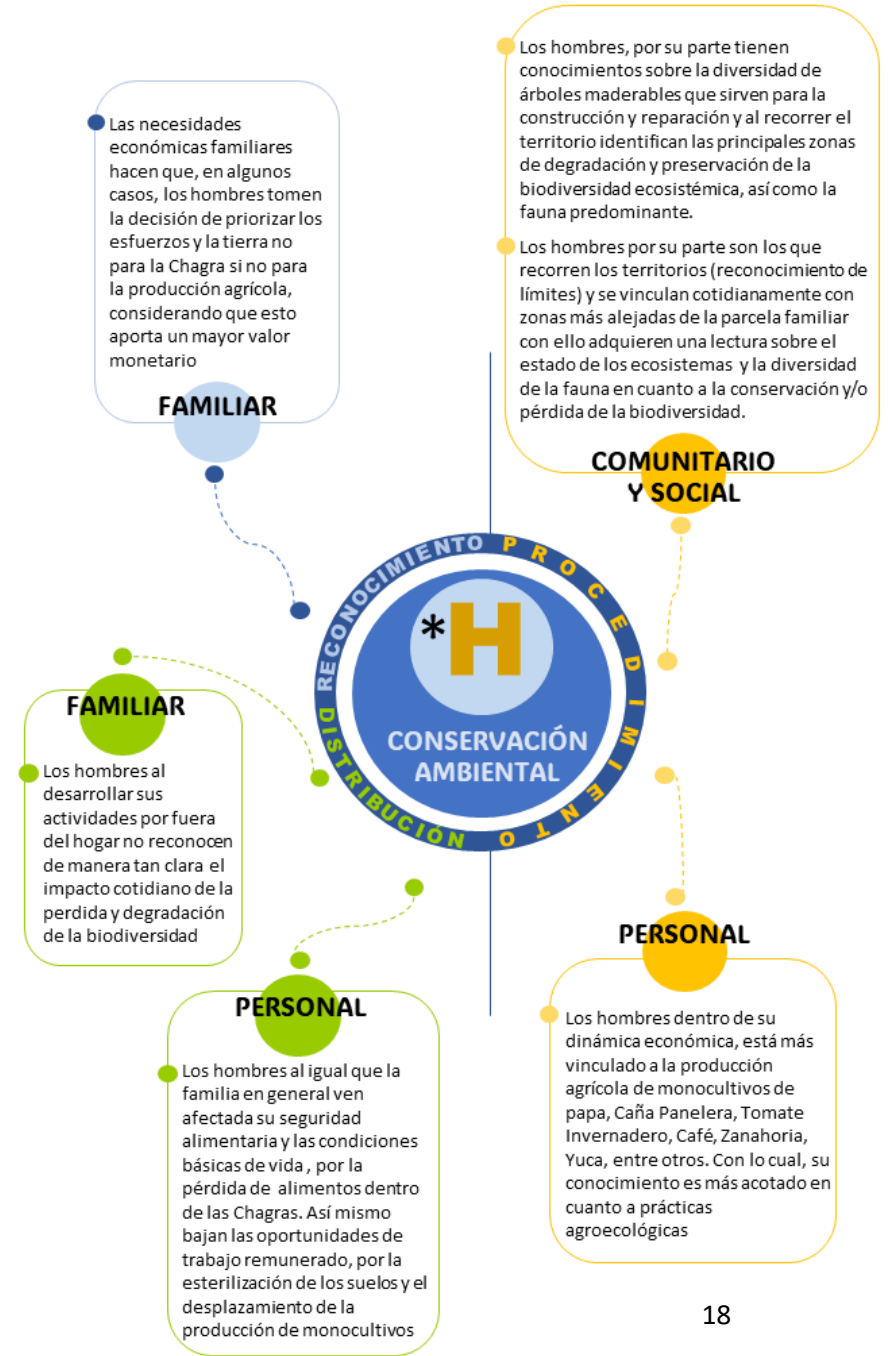 Las necesidades
económicas familiares
hacen que, en algunos
casos, los hombres tomen
la decisión de priorizar los
esfuerzos y la tierra no
para la Chagra si no para
la producción agrícola,
considerando que esto
aporta un mayor valor
monetario
FAMILIAR
Los hombres, por su parte tienen
conocimientos sobre la diversidad de
árboles maderables que sirven para la
construcción y reparación y al recorrer el
territorio identifican las principales zonas
de degradación y preservación de la
biodiversidad ecosistémica, así como la
fauna predominante.
Los hombres por su parte son los que
recorren los territorios (reconocimiento de
límites) y se vinculan cotidianamente con
zonas más alejadas de la parcela familiar
con ello adquieren una lectura sobre el
estado de los ecosistemas y la diversidad
de la fauna en cuanto a la conservación y/o
pérdida de la biodiversidad.
COMUNITARIO
Y SOCIAL
RECONOCIMIENTO
PROCEDIMIENTO
DISTRIBUCIÓN
*H
CONSERVACIÓN
AMBIENTAL
FAMILIAR
Los hombres al
desarrollar sus
actividades por fuera
del hogar no reconocen
de manera tan clara el
impacto cotidiano de la
perdida y degradación
de la biodiversidad
PERSONAL
Los hombres al igual que la
familia en general ven
afectada su seguridad
alimentaria y las condiciones
básicas de vida , por la
pérdida de alimentos dentro
de las Chagras. Así mismo
bajan las oportunidades de
trabajo remunerado, por la
esterilización de los suelos y el
desplazamiento de la
producción de monocultivos
PERSONAL
Los hombres dentro de su
dinámica económica, está más
vinculado a la producción
agrícola de monocultivos de
papa, Caña Panelera, Tomate
Invernadero, Café, Zanahoria,
Yuca, entre otros. Con lo cual, su
conocimiento es más acotado en
cuanto a prácticas
agroecológicas
18